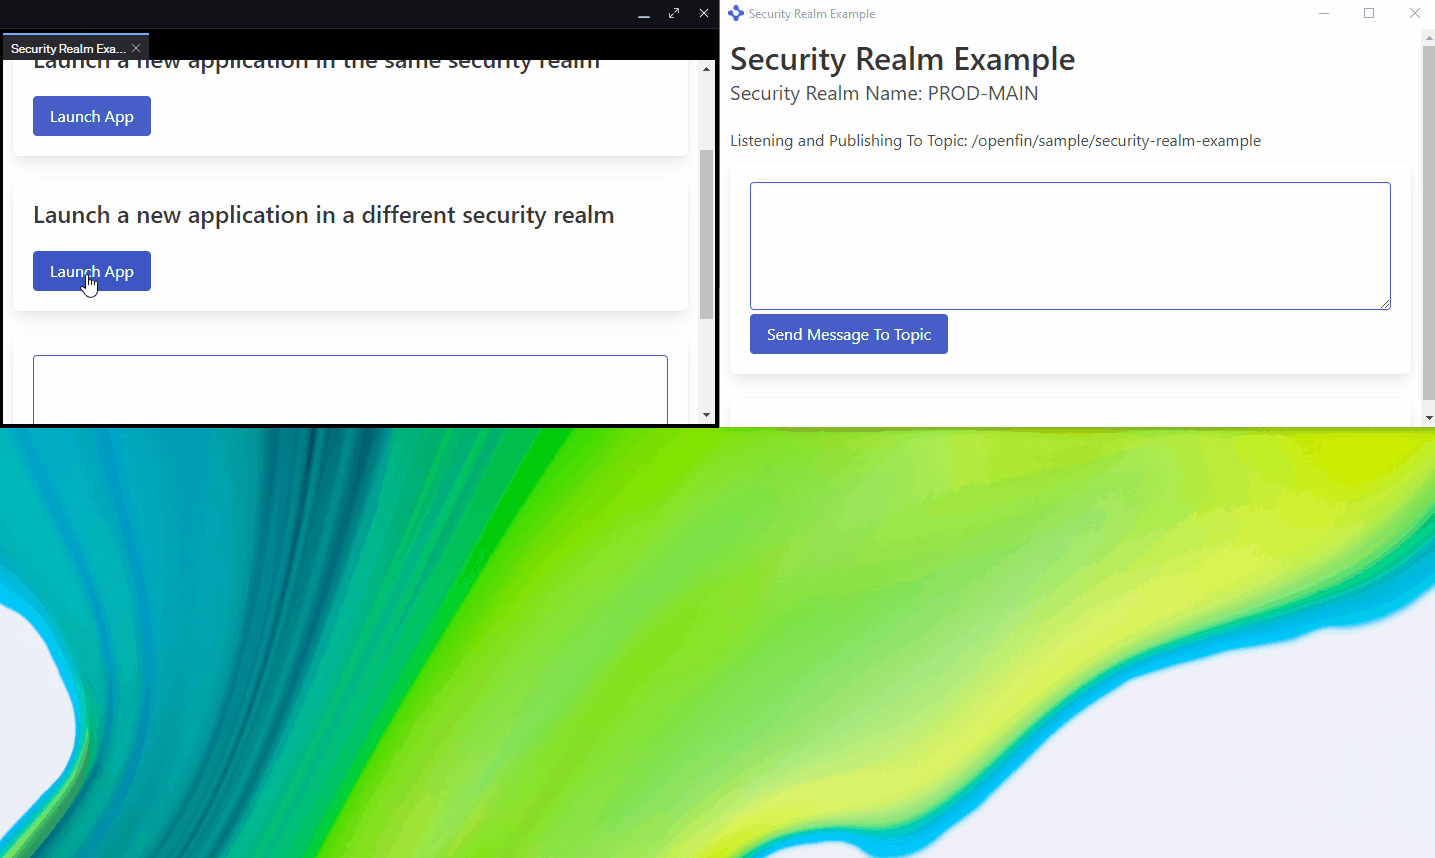 Security Realm Exa...
Launch a new application in the same security realm
Launch App
Launch a new application in a different security realm
Launch App
Security Realm Example
Security Realm Example
Security Realm Name: PROD-MAIN
Listening and Publishing To Topic: /openfin/sample/security-realm-example
Send Message To Topic